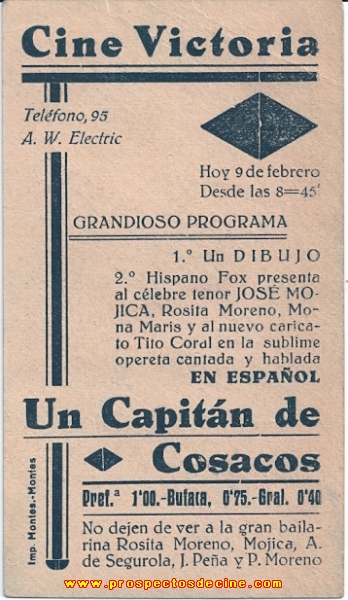 Cine Victoria
Teléfono, 95
A. W. Electric
Hoy 9 de febrero
Desde las 8=45'
GRANDIOSO PROGRAMA
1.º Un DIBUJO
2.º Hispano Fox presenta
al célebre tenor JOSÉ MO-
JICA, Rosita Moreno, Mo-
na Maris y al nuevo carica-
to Tito Coral en la sublime
opereta cantada y hablada
EN ESPAÑOL
Un Capitán de
Cosacos
Pref.ª 1'00.-Butaca, 0'75.-Gral. 0'40
No dejen de ver a la gran baila-
rina Rosita Moreno, Mojica, A.
de Segurola, J. Peña y P. Moreno
Imp. Montes.-Montes
www.prospectosdecine.com